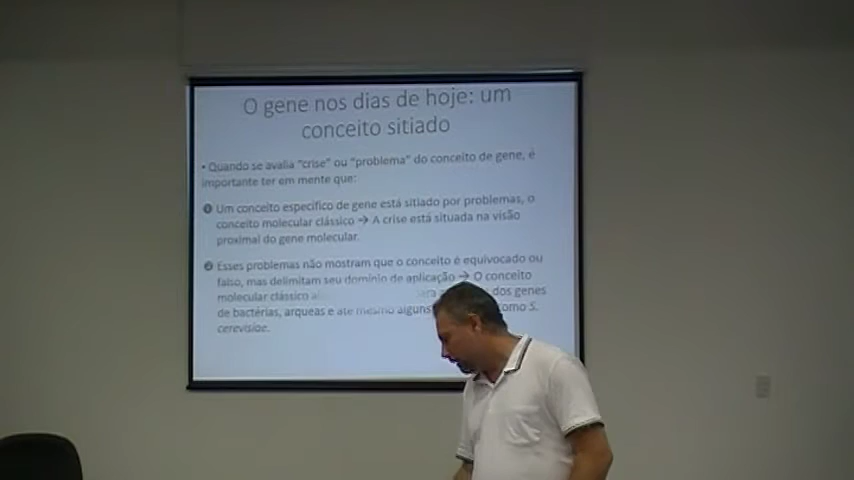 O gene nos dias de hoje: um
conceito sitiado
• Quando se avalia "crise" ou "problema" do conceito de gene, é
importante ter em mente que:
❶ Um conceito específico de gene está sitiado por problemas, o
conceito molecular clássico → A crise está situada na visão
proximal do gene molecular.
❷ Esses problemas não mostram que o conceito é equivocado ou
falso, mas delimitam seu domínio de aplicação → O conceito
molecular clássico dos genes
de bactérias, arqueas e até mesmo alguns como S.
cerevisioe.